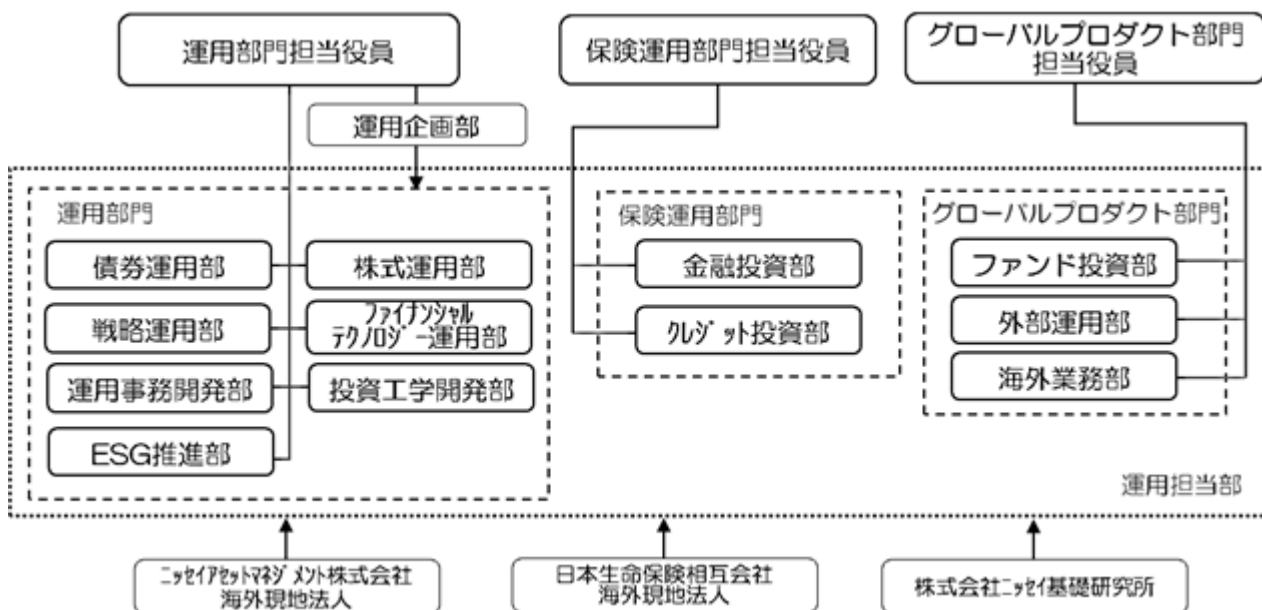 運用部門担当役員
保険運用部門担当役員
グローバルプロダクト部門
担当役員
運用企画部
運用部門
債券運用部
株式運用部
戦略運用部
ファイナンシャル
テクノロジー運用部
運用事務開発部
投資工学開発部
ESG推進部
保険運用部門
金融投資部
クレジット投資部
グローバルプロダクト部門
ファンド投資部
外部運用部
海外業務部
運用担当部
ニッセイアセットマネジメント株式会社
海外現地法人
日本生命保険相互会社
海外現地法人
株式会社ニッセイ基礎研究所